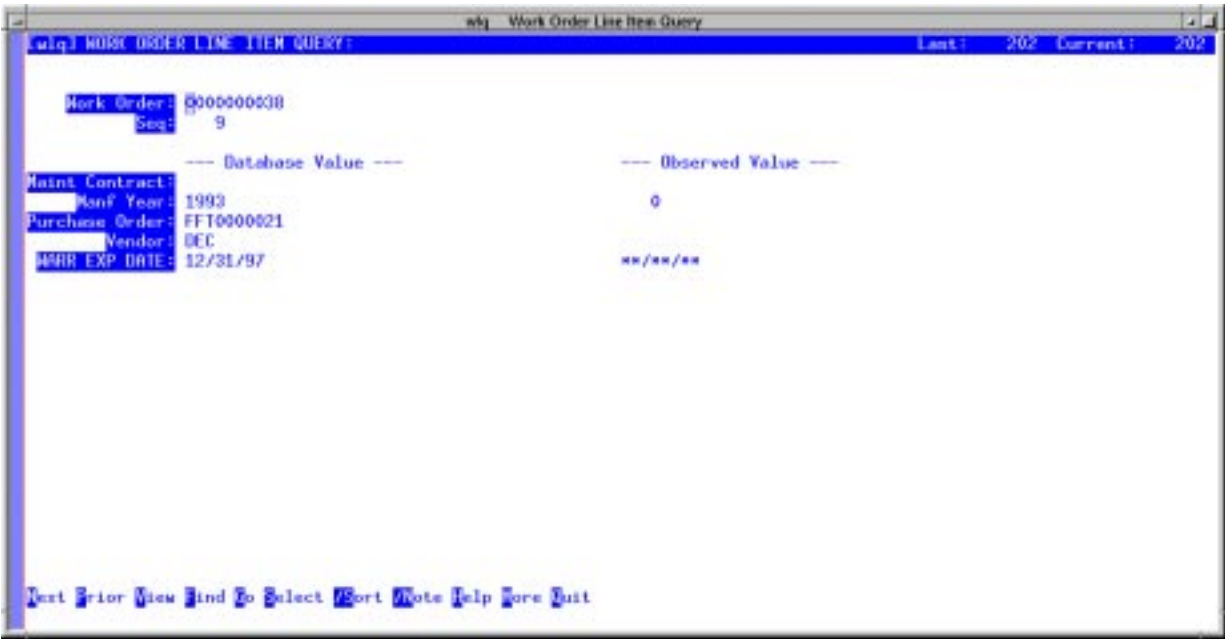 wlq Work Order Line Item Query
[wlq] WORK ORDER LINE ITEM QUERY: Last: 202 Current: 202
Work Order: 0000000038
Seq: 9
--- Database Value --- --- Observed Value ---
Maint Contract:
Manf Year: 1993 0
Purchase Order: FFT0000021
Vendor: DEC
WARR EXP DATE: 12/31/97 **/**/**
Next Prior View Find Go Select /Sort /Note Help More Quit